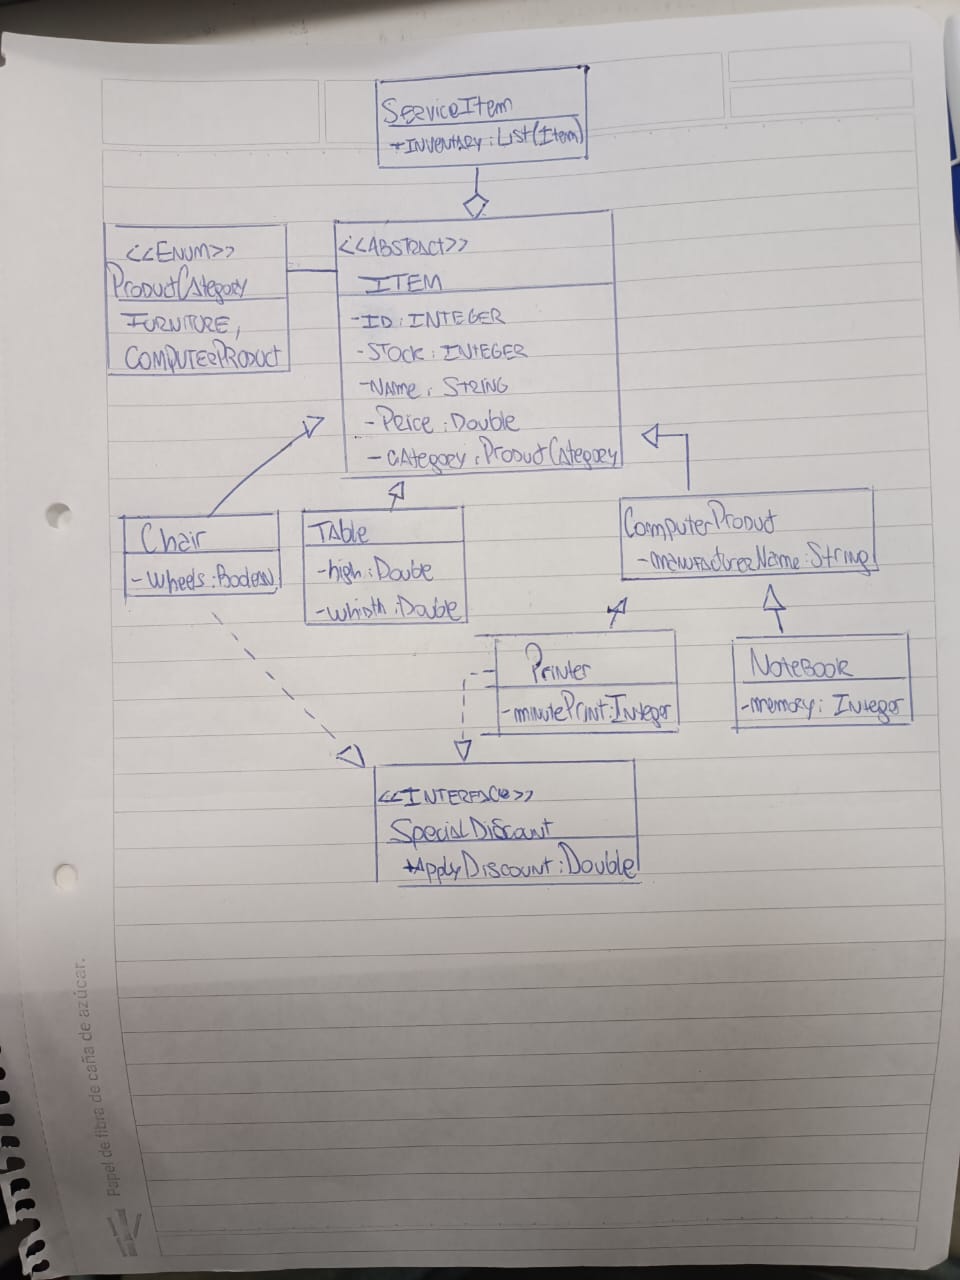 ServiceItem
+INVENTARY: List(Item)
<<ENUM>>
ProductCategory
FURNITURE,
COMPUTERPRODUCT
<<ABSTRACT>>
ITEM
-ID: INTEGER
-STOCK: INTEGER
-NAME: STRING
-Price: Double
-CAtegory: ProductCategory
Chair
-Wheels: Boolean
TAble
-high: Double
-whidth: Double
ComputerProduct
-manufacturerName: String
Printer
-minutePrint: Integer
NoteBook
-memory: Integer
<<INTERFACE>>
SpecialDiscount
+ApplyDiscount: Double
Papel de fibra de caña de azúcar.